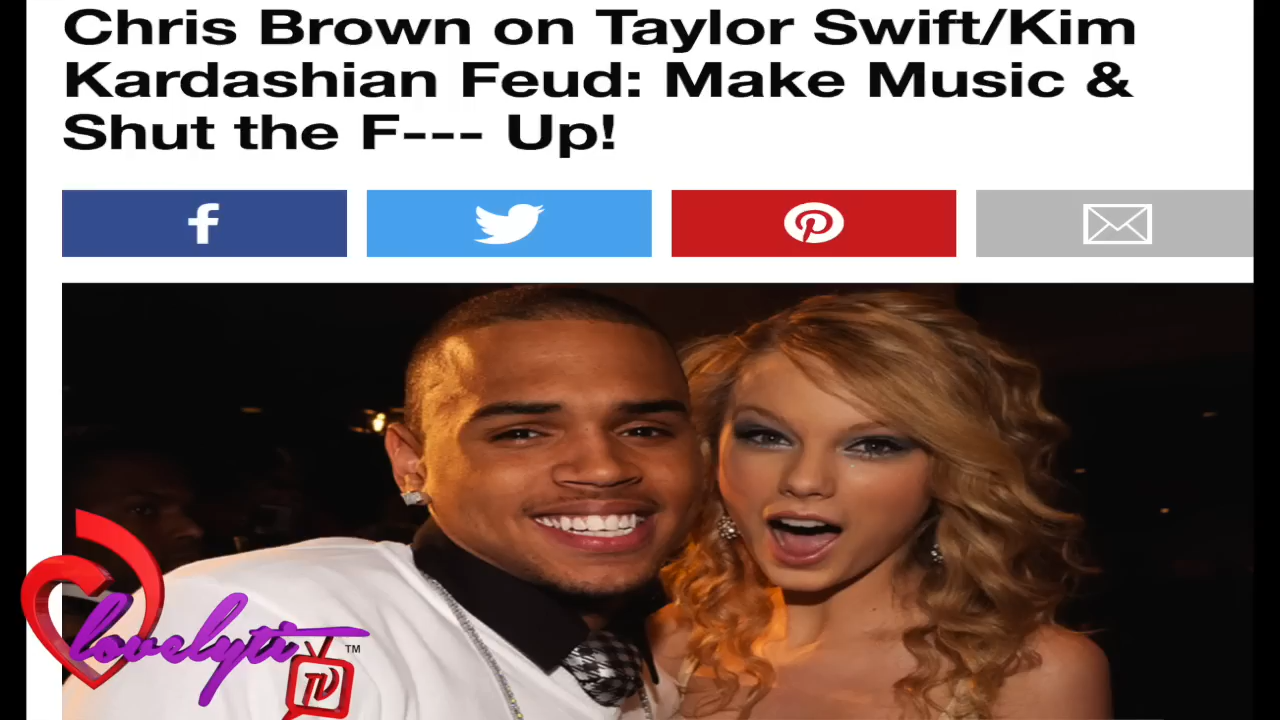 Chris Brown on Taylor Swift/Kim
Kardashian Feud: Make Music &
Shut the F--- Up!
lovelyti
TM
TV